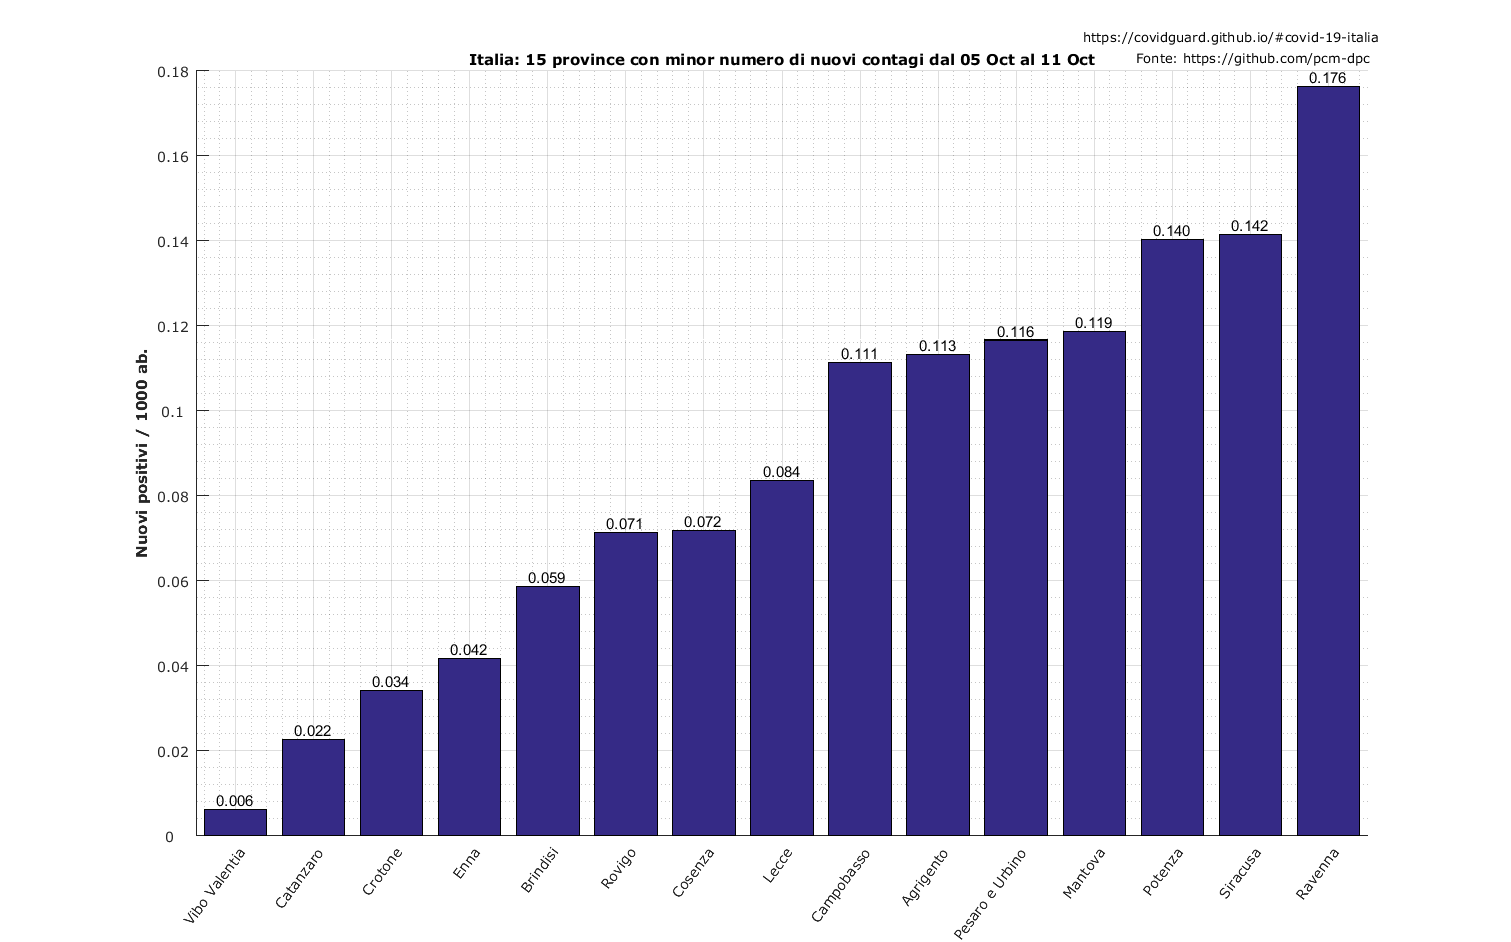 https://covidguard.github.io/#covid-19-italia
Italia: 15 province con minor numero di nuovi contagi dal 05 Oct al 11 Oct
Fonte: https://github.com/pcm-dpc
Nuovi positivi / 1000 ab.
0.18
0.16
0.14
0.12
0.1
0.08
0.06
0.04
0.02
0
0.006
0.022
0.034
0.042
0.059
0.071
0.072
0.084
0.111
0.113
0.116
0.119
0.140
0.142
0.176
Vibo Valentia
Catanzaro
Crotone
Enna
Brindisi
Rovigo
Cosenza
Lecce
Campobasso
Agrigento
Pesaro e Urbino
Mantova
Potenza
Siracusa
Ravenna